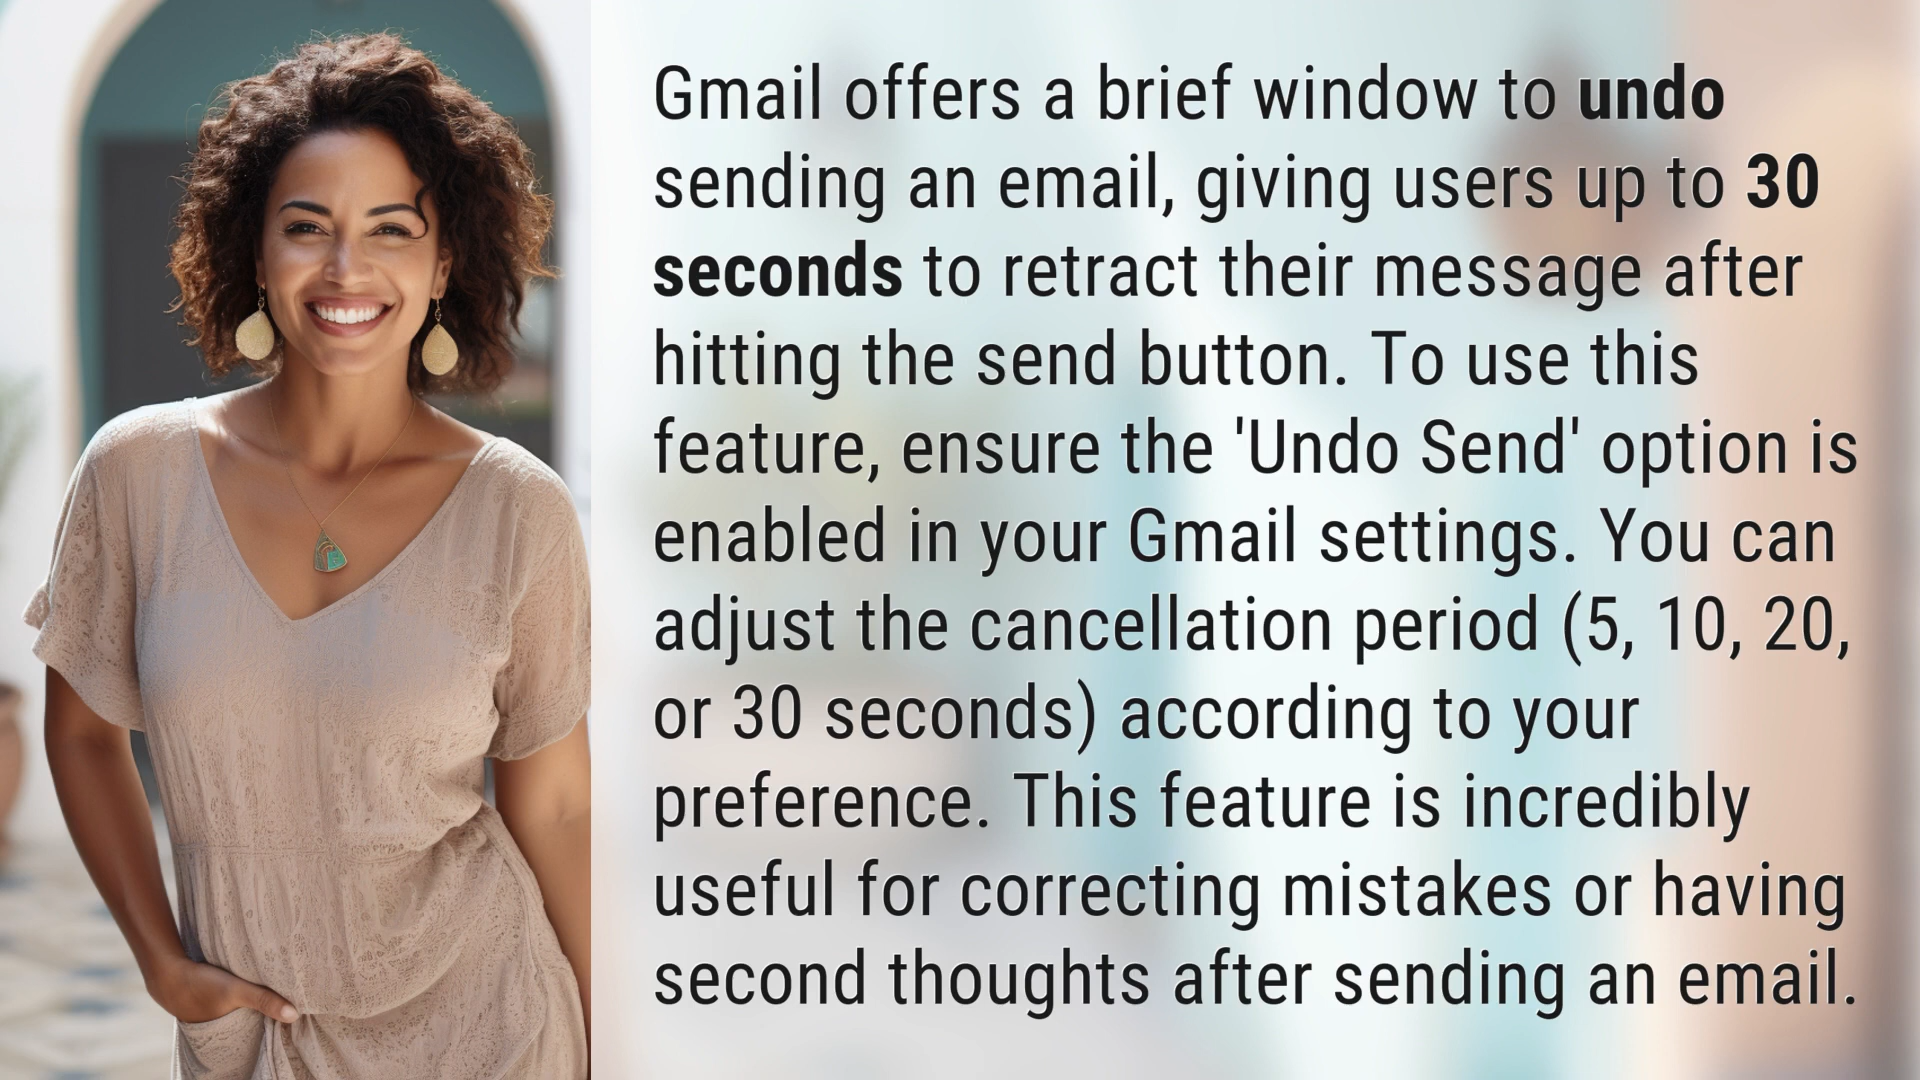 Gmail offers a brief window to undo
sending an email, giving users up to 30
seconds to retract their message after
hitting the send button. To use this
feature, ensure the 'Undo Send' option is
enabled in your Gmail settings. You can
adjust the cancellation period (5, 10, 20,
or 30 seconds) according to your
preference. This feature is incredibly
useful for correcting mistakes or having
second thoughts after sending an email.